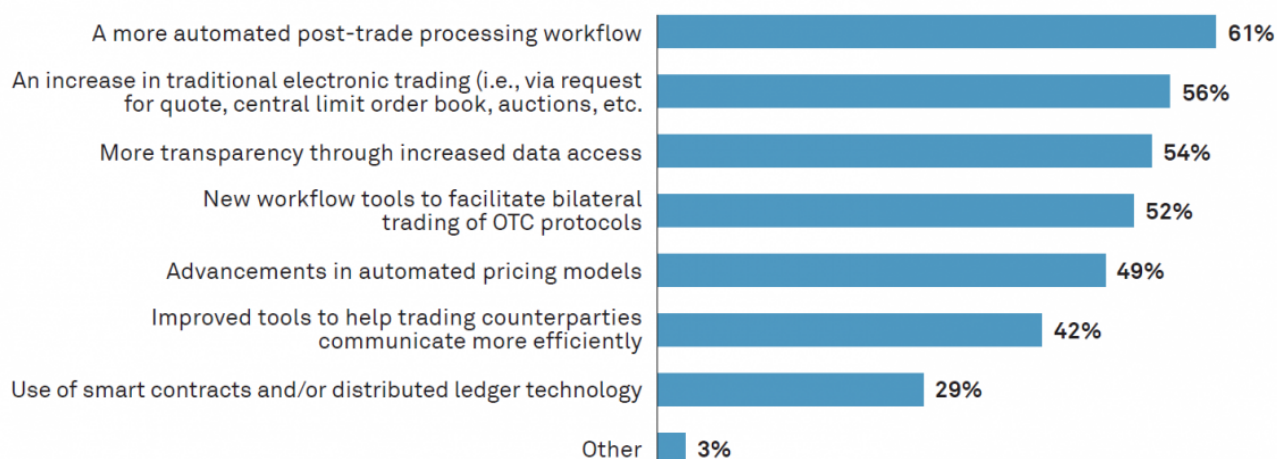 A more automated post-trade processing workflow
61%
An increase in traditional electronic trading (i.e., via request
for quote, central limit order book, auctions, etc.
56%
More transparency through increased data access
54%
New workflow tools to facilitate bilateral
trading of OTC protocols
52%
Advancements in automated pricing models
49%
Improved tools to help trading counterparties
communicate more efficiently
42%
Use of smart contracts and/or distributed ledger technology
29%
Other
3%